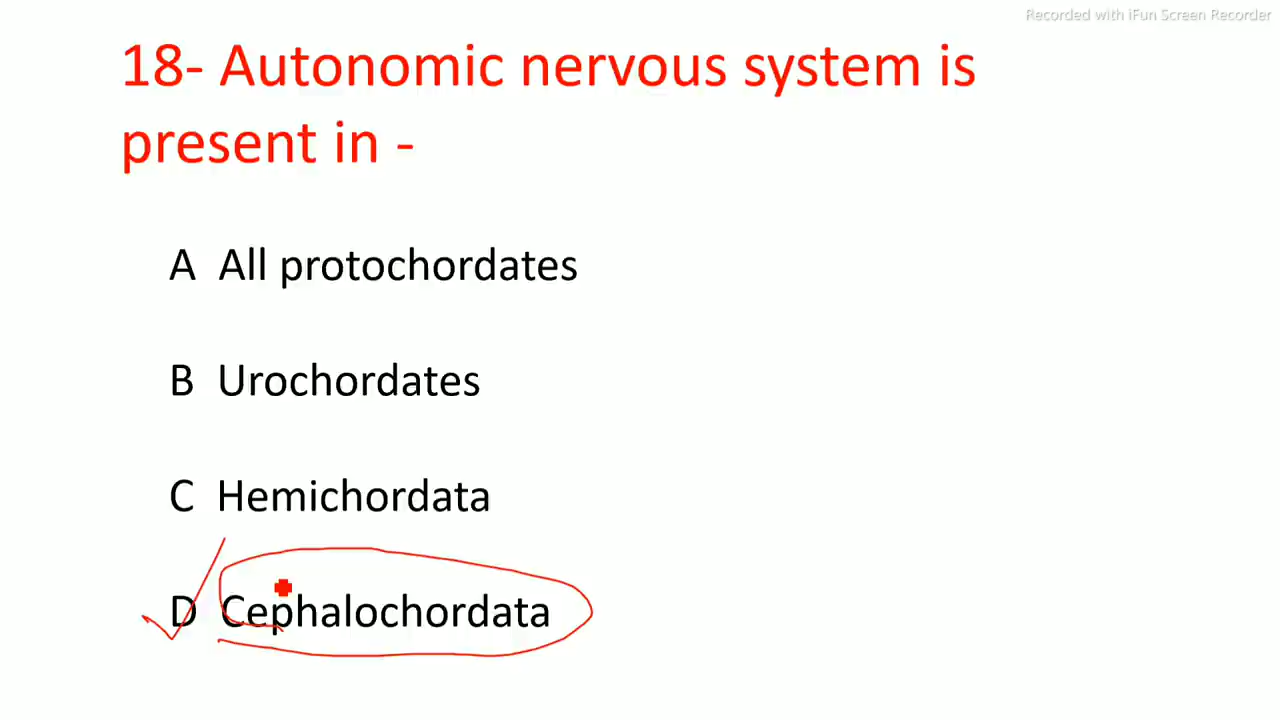 Recorded with iFun Screen Recorder
18- Autonomic nervous system is
present in -
A All protochordates
B Urochordates
C Hemichordata
D Cephalochordata